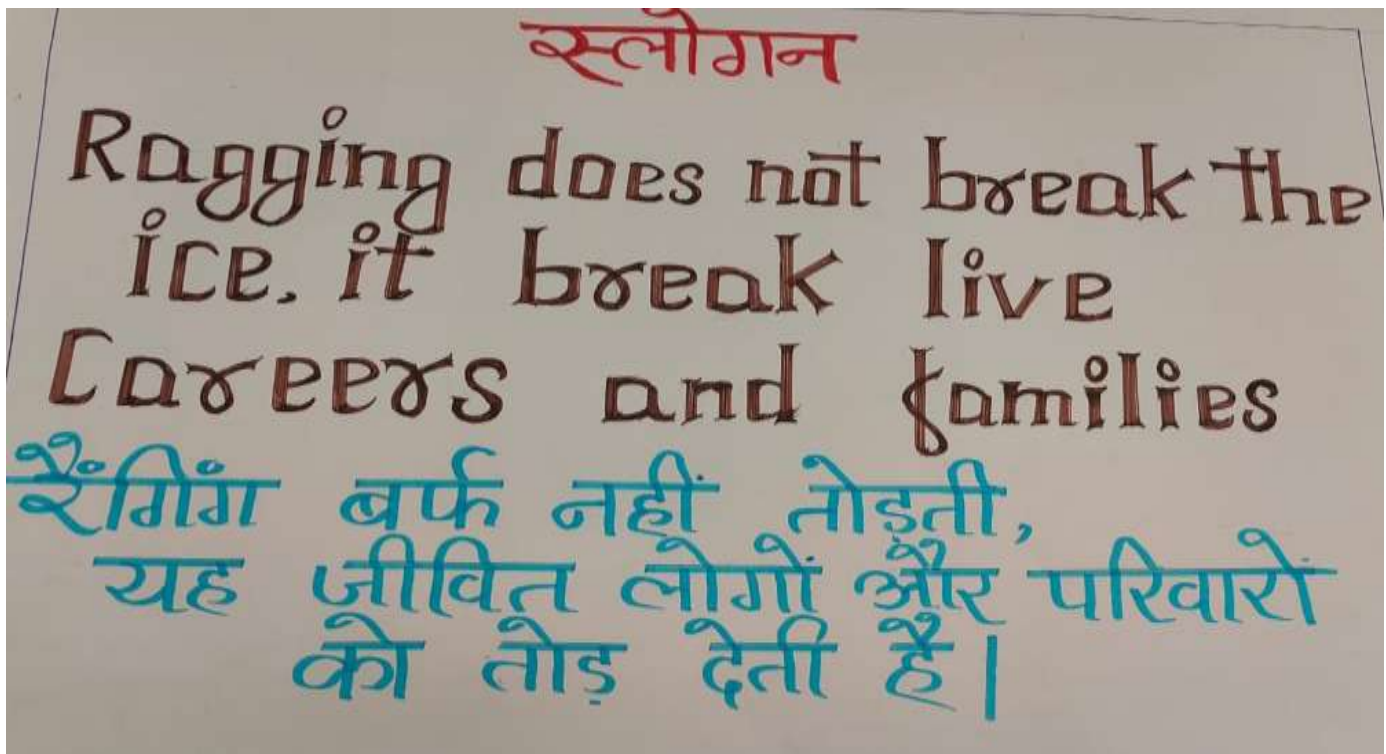 स्लोगन
Ragging does not break the
ice. it break live
Careers and families
रैंगिंग बर्फ नहीं तोड़ती,
यह जीवित लोगों और परिवारों
को तोड़ देती है|